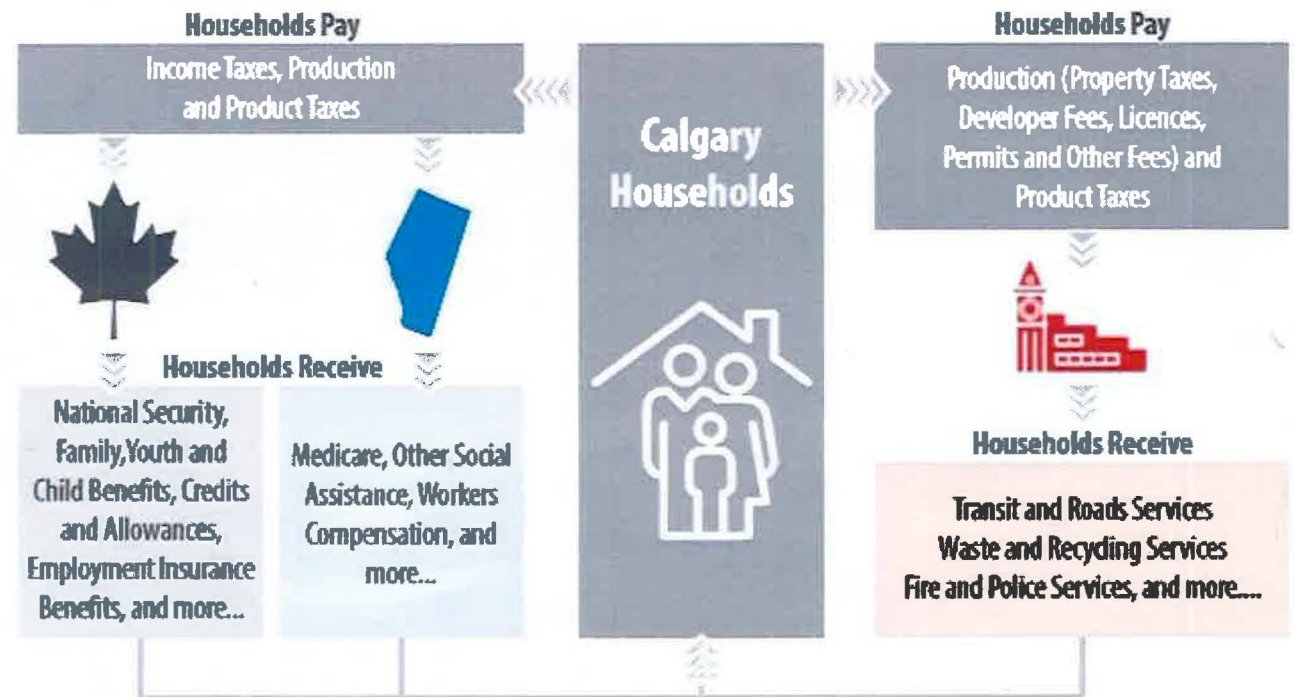 Households Pay
Income Taxes, Production
and Product Taxes
Households Receive
National Security,
Family,Youth and
Child Benefits, Credits
and Allowances,
Employment Insurance
Benefits, and more...
Medicare, Other Social
Assistance, Workers
Compensation, and
more...
Calgary
Households
Households Pay
Production (Property Taxes,
Developer Fees, Licences,
Permits and Other Fees) and
Product Taxes
Households Receive
Transit and Roads Services
Waste and Recycling Services
Fire and Police Services, and more....